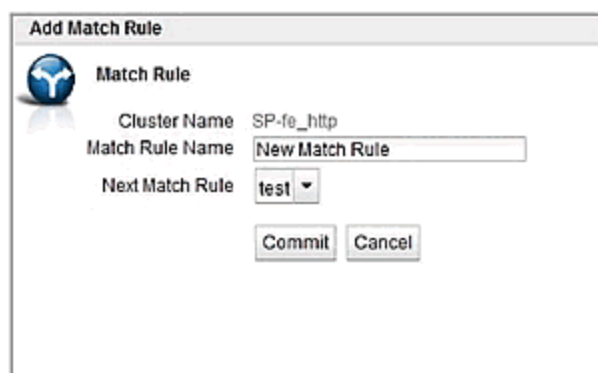 Add Match Rule
Match Rule
Cluster Name SP-fe_http
Match Rule Name New Match Rule
Next Match Rule test
Commit Cancel